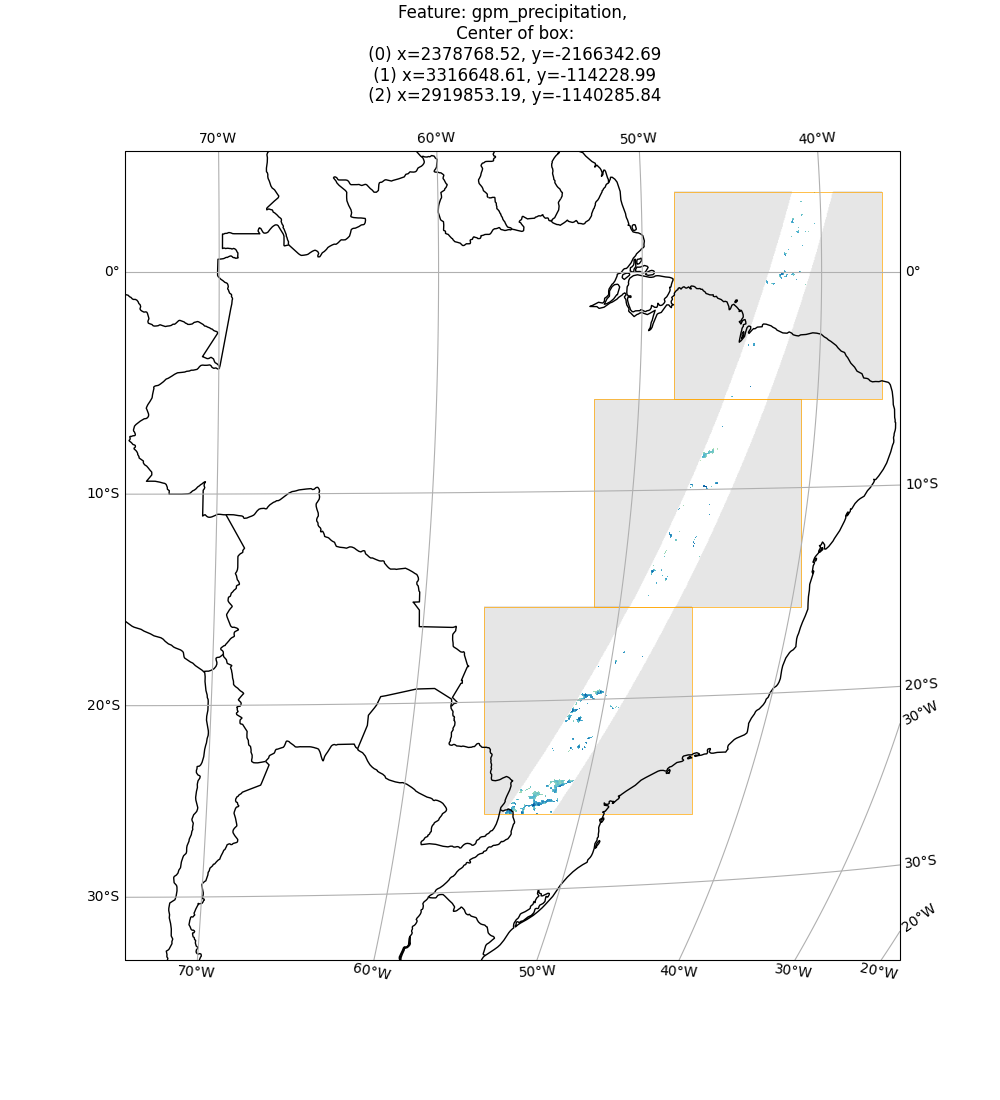 Feature: gpm_precipitation,
Center of box:
(0) x=2378768.52, y=-2166342.69
(1) x=3316648.61, y=-114228.99
(2) x=2919853.19, y=-1140285.84
70°W 60°W 50°W 40°W
0° 0°
10°S 10°S
20°S 20°S
30°W
30°S 30°S
20°W
70°W 60°W 50°W 40°W 30°W 20°W